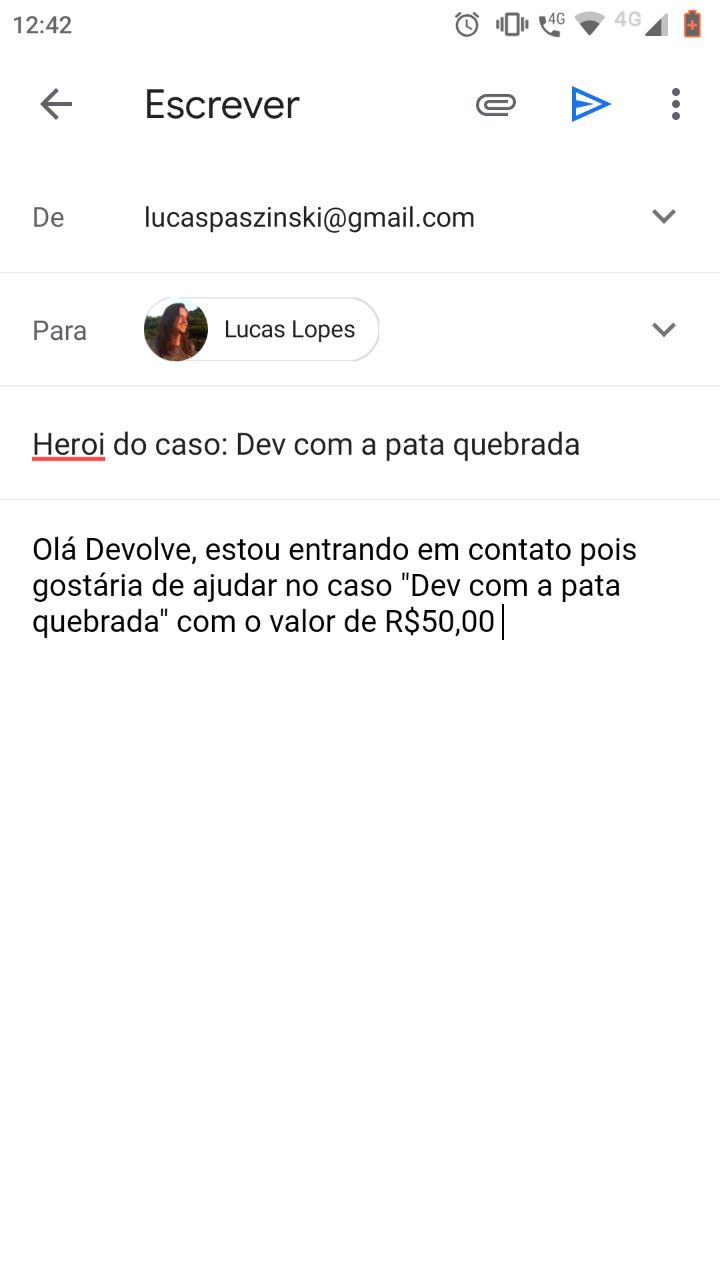 12:42
4G
4G
Escrever
De
lucaspaszinski@gmail.com
Para
Lucas Lopes
Heroi do caso: Dev com a pata quebrada
Olá Devolve, estou entrando em contato pois
gostária de ajudar no caso "Dev com a pata
quebrada" com o valor de R$50,00